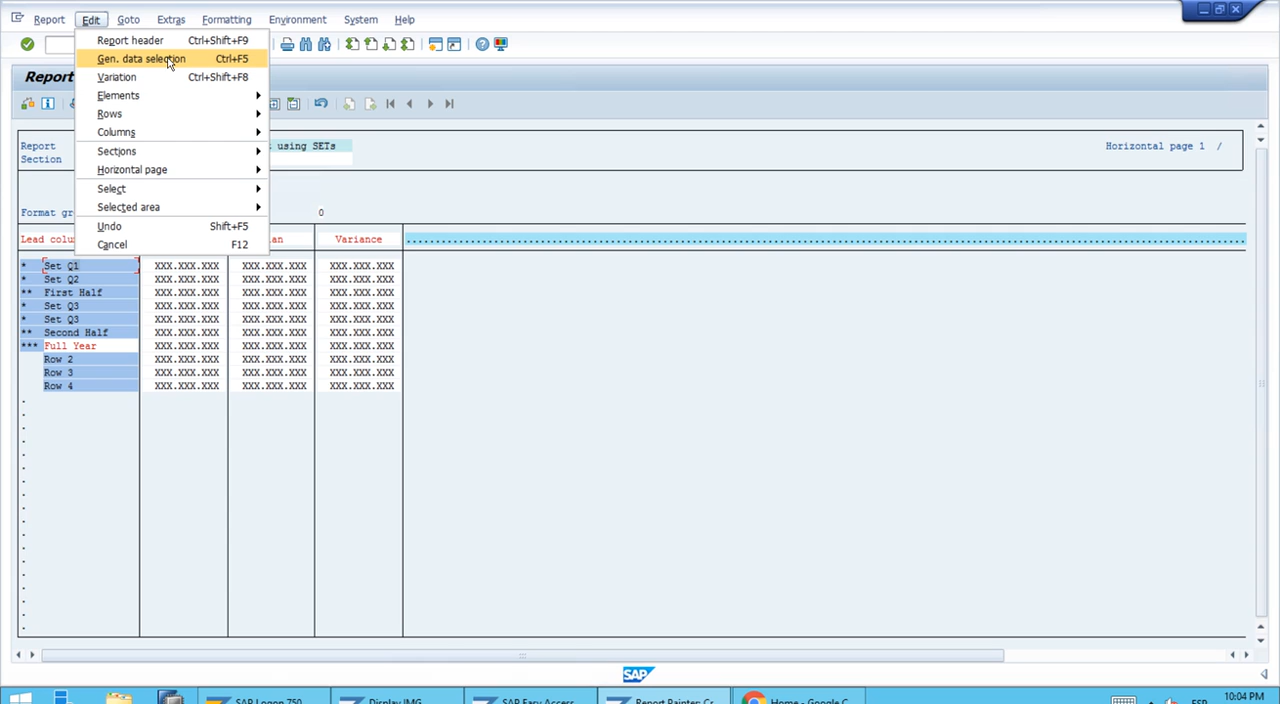 Report Edit Goto Extras Formatting Environment System Help
Report header Ctrl+Shift+F9
Gen. data selection Ctrl+F5
Variation Ctrl+Shift+F8
Elements
Rows
Columns
Sections
Horizontal page
Select
Selected area
Undo Shift+F5
Cancel F12
Report
Report using SETs Horizontal page 1 /
Section
Format 0
Lead Variance
* Set Q1 XXX.XXX.XXX XXX.XXX.XXX XXX.XXX.XXX
* Set Q2 XXX.XXX.XXX XXX.XXX.XXX XXX.XXX.XXX
** First Half XXX.XXX.XXX XXX.XXX.XXX XXX.XXX.XXX
* Set Q3 XXX.XXX.XXX XXX.XXX.XXX XXX.XXX.XXX
* Set Q3 XXX.XXX.XXX XXX.XXX.XXX XXX.XXX.XXX
** Second Half XXX.XXX.XXX XXX.XXX.XXX XXX.XXX.XXX
*** Full Year XXX.XXX.XXX XXX.XXX.XXX XXX.XXX.XXX
Row 2 XXX.XXX.XXX XXX.XXX.XXX XXX.XXX.XXX
Row 3 XXX.XXX.XXX XXX.XXX.XXX XXX.XXX.XXX
Row 4 XXX.XXX.XXX XXX.XXX.XXX XXX.XXX.XXX
SAP
SAP Logon 750 Display IMG SAP Easy Access Report Painter: Cr Home - Google C ESP 10:04 PM